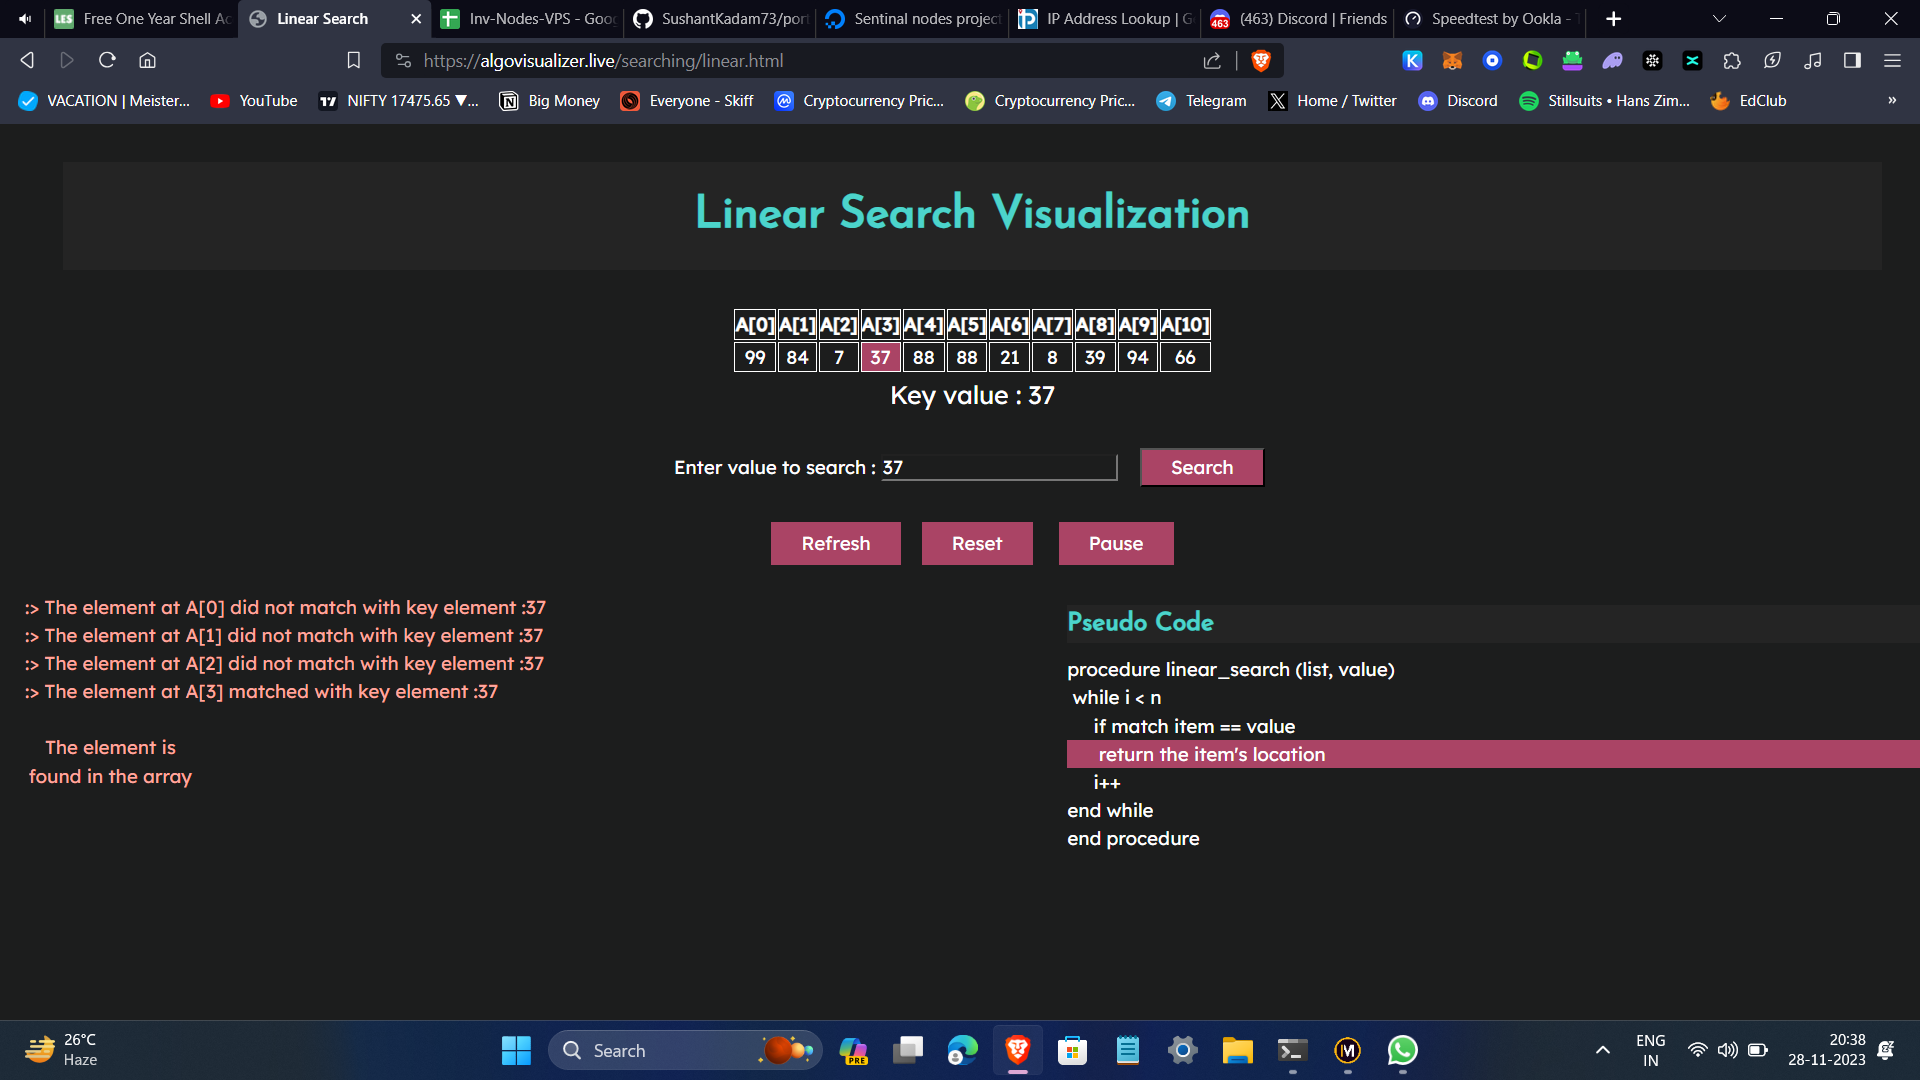 LES Free One Year Shell Ac
Linear Search
Inv-Nodes-VPS - Goog
SushantKadam73/port
Sentinal nodes project
IP Address Lookup | Ge
463 (463) Discord | Friends
Speedtest by Ookla - T
https://algovisualizer.live/searching/linear.html
VACATION | Meister...
YouTube
NIFTY 17475.65 ▼...
Big Money
Everyone - Skiff
Cryptocurrency Pric...
Cryptocurrency Pric...
Telegram
Home / Twitter
Discord
Stillsuits • Hans Zim...
EdClub
»
Linear Search Visualization
A[0] A[1] A[2] A[3] A[4] A[5] A[6] A[7] A[8] A[9] A[10]
99 84 7 37 88 88 21 8 39 94 66
Key value : 37
Enter value to search : 37 Search
Refresh Reset Pause
:> The element at A[0] did not match with key element :37
:> The element at A[1] did not match with key element :37
:> The element at A[2] did not match with key element :37
:> The element at A[3] matched with key element :37
The element is
found in the array
Pseudo Code
procedure linear_search (list, value)
while i < n
if match item == value
return the item's location
i++
end while
end procedure
26°C
Haze
Search
PRE
ENG
IN
20:38
28-11-2023